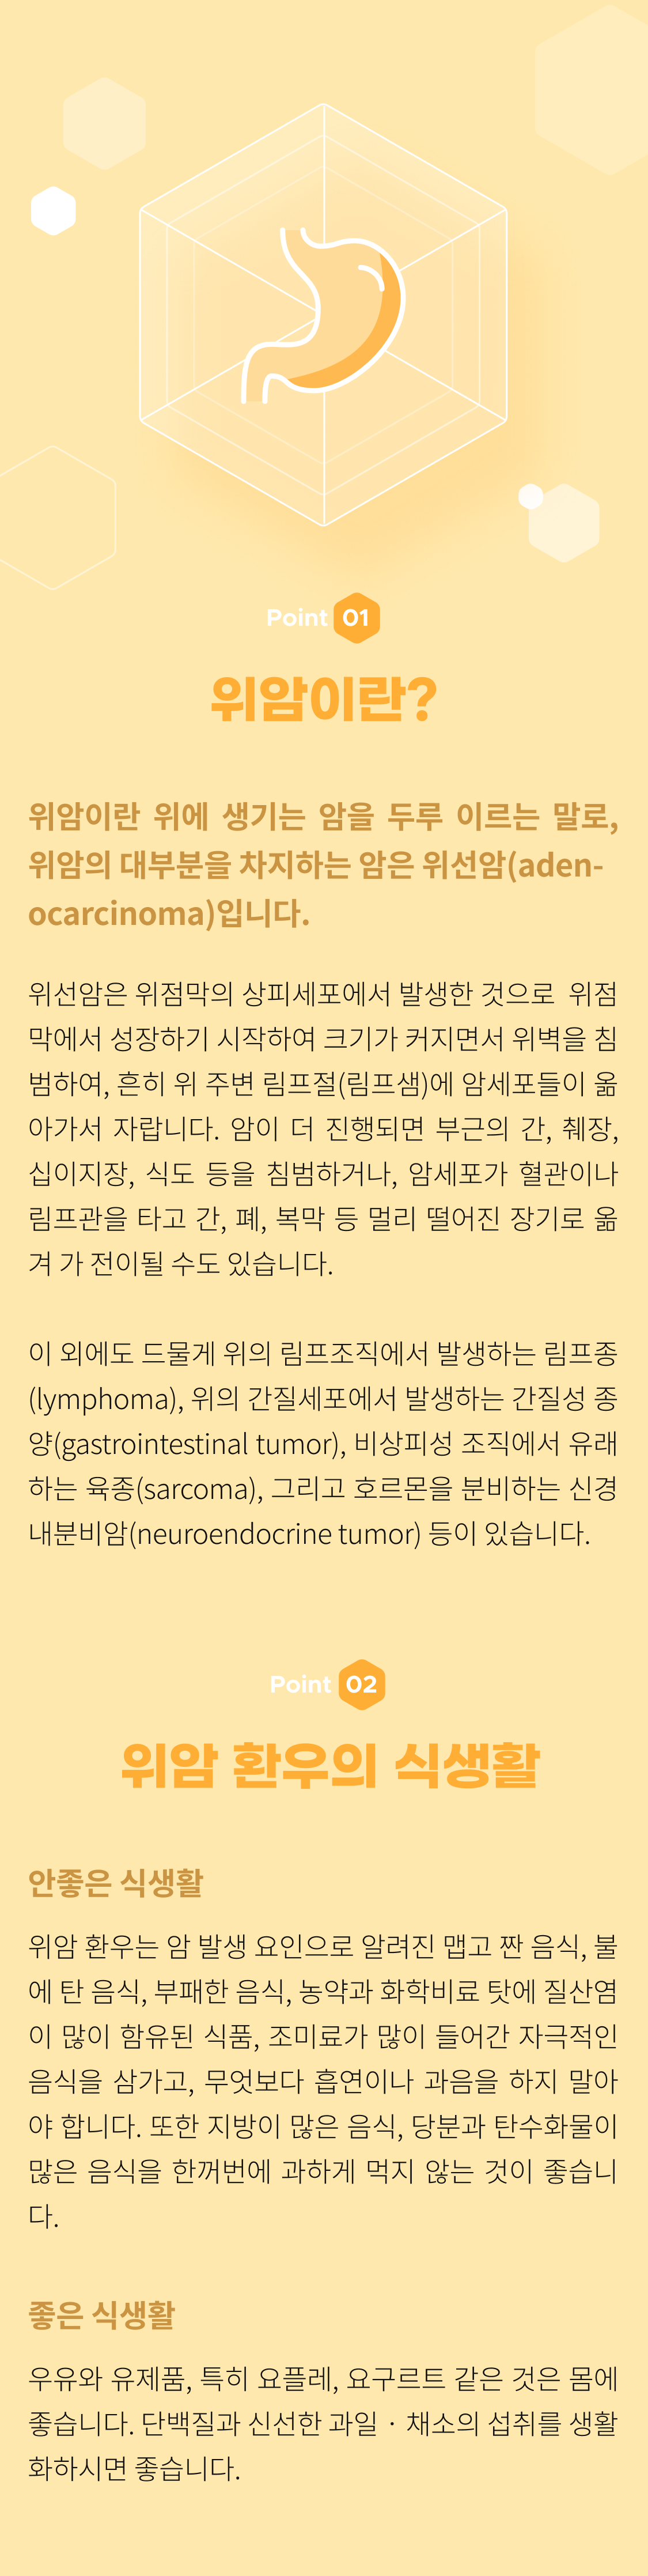 Point 01
위암이란?
위암이란 위에 생기는 암을 두루 이르는 말로,
위암의 대부분을 차지하는 암은 위선암(aden-
ocarcinoma)입니다.
위선암은 위점막의 상피세포에서 발생한 것으로 위점
막에서 성장하기 시작하여 크기가 커지면서 위벽을 침
범하여, 흔히 위 주변 림프절(림프샘)에 암세포들이 옮
아가서 자랍니다. 암이 더 진행되면 부근의 간, 췌장,
십이지장, 식도 등을 침범하거나, 암세포가 혈관이나
림프관을 타고 간, 폐, 복막 등 멀리 떨어진 장기로 옮
겨 가 전이될 수도 있습니다.
이 외에도 드물게 위의 림프조직에서 발생하는 림프종
(lymphoma), 위의 간질세포에서 발생하는 간질성 종
양(gastrointestinal tumor), 비상피성 조직에서 유래
하는 육종(sarcoma), 그리고 호르몬을 분비하는 신경
내분비암(neuroendocrine tumor) 등이 있습니다.
Point 02
위암 환우의 식생활
안좋은 식생활
위암 환우는 암 발생 요인으로 알려진 맵고 짠 음식, 불
에 탄 음식, 부패한 음식, 농약과 화학비료 탓에 질산염
이 많이 함유된 식품, 조미료가 많이 들어간 자극적인
음식을 삼가고, 무엇보다 흡연이나 과음을 하지 말아
야 합니다. 또한 지방이 많은 음식, 당분과 탄수화물이
많은 음식을 한꺼번에 과하게 먹지 않는 것이 좋습니
다.
좋은 식생활
우유와 유제품, 특히 요플레, 요구르트 같은 것은 몸에
좋습니다. 단백질과 신선한 과일 · 채소의 섭취를 생활
화하시면 좋습니다.